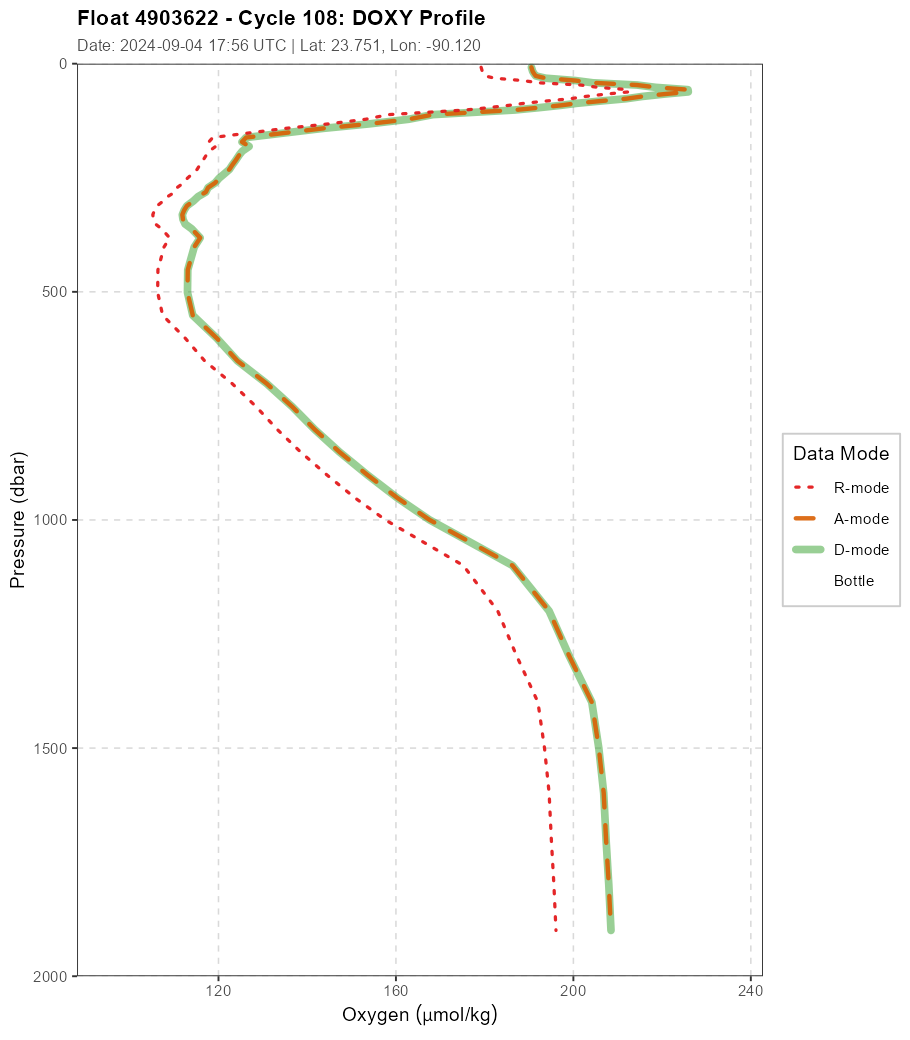 Float 4903622 - Cycle 108: DOXY Profile
Date: 2024-09-04 17:56 UTC | Lat: 23.751, Lon: -90.120
0
500
1000
1500
2000
Pressure (dbar)
120 160 200 240
Oxygen (μmol/kg)
Data Mode
R-mode
A-mode
D-mode
Bottle